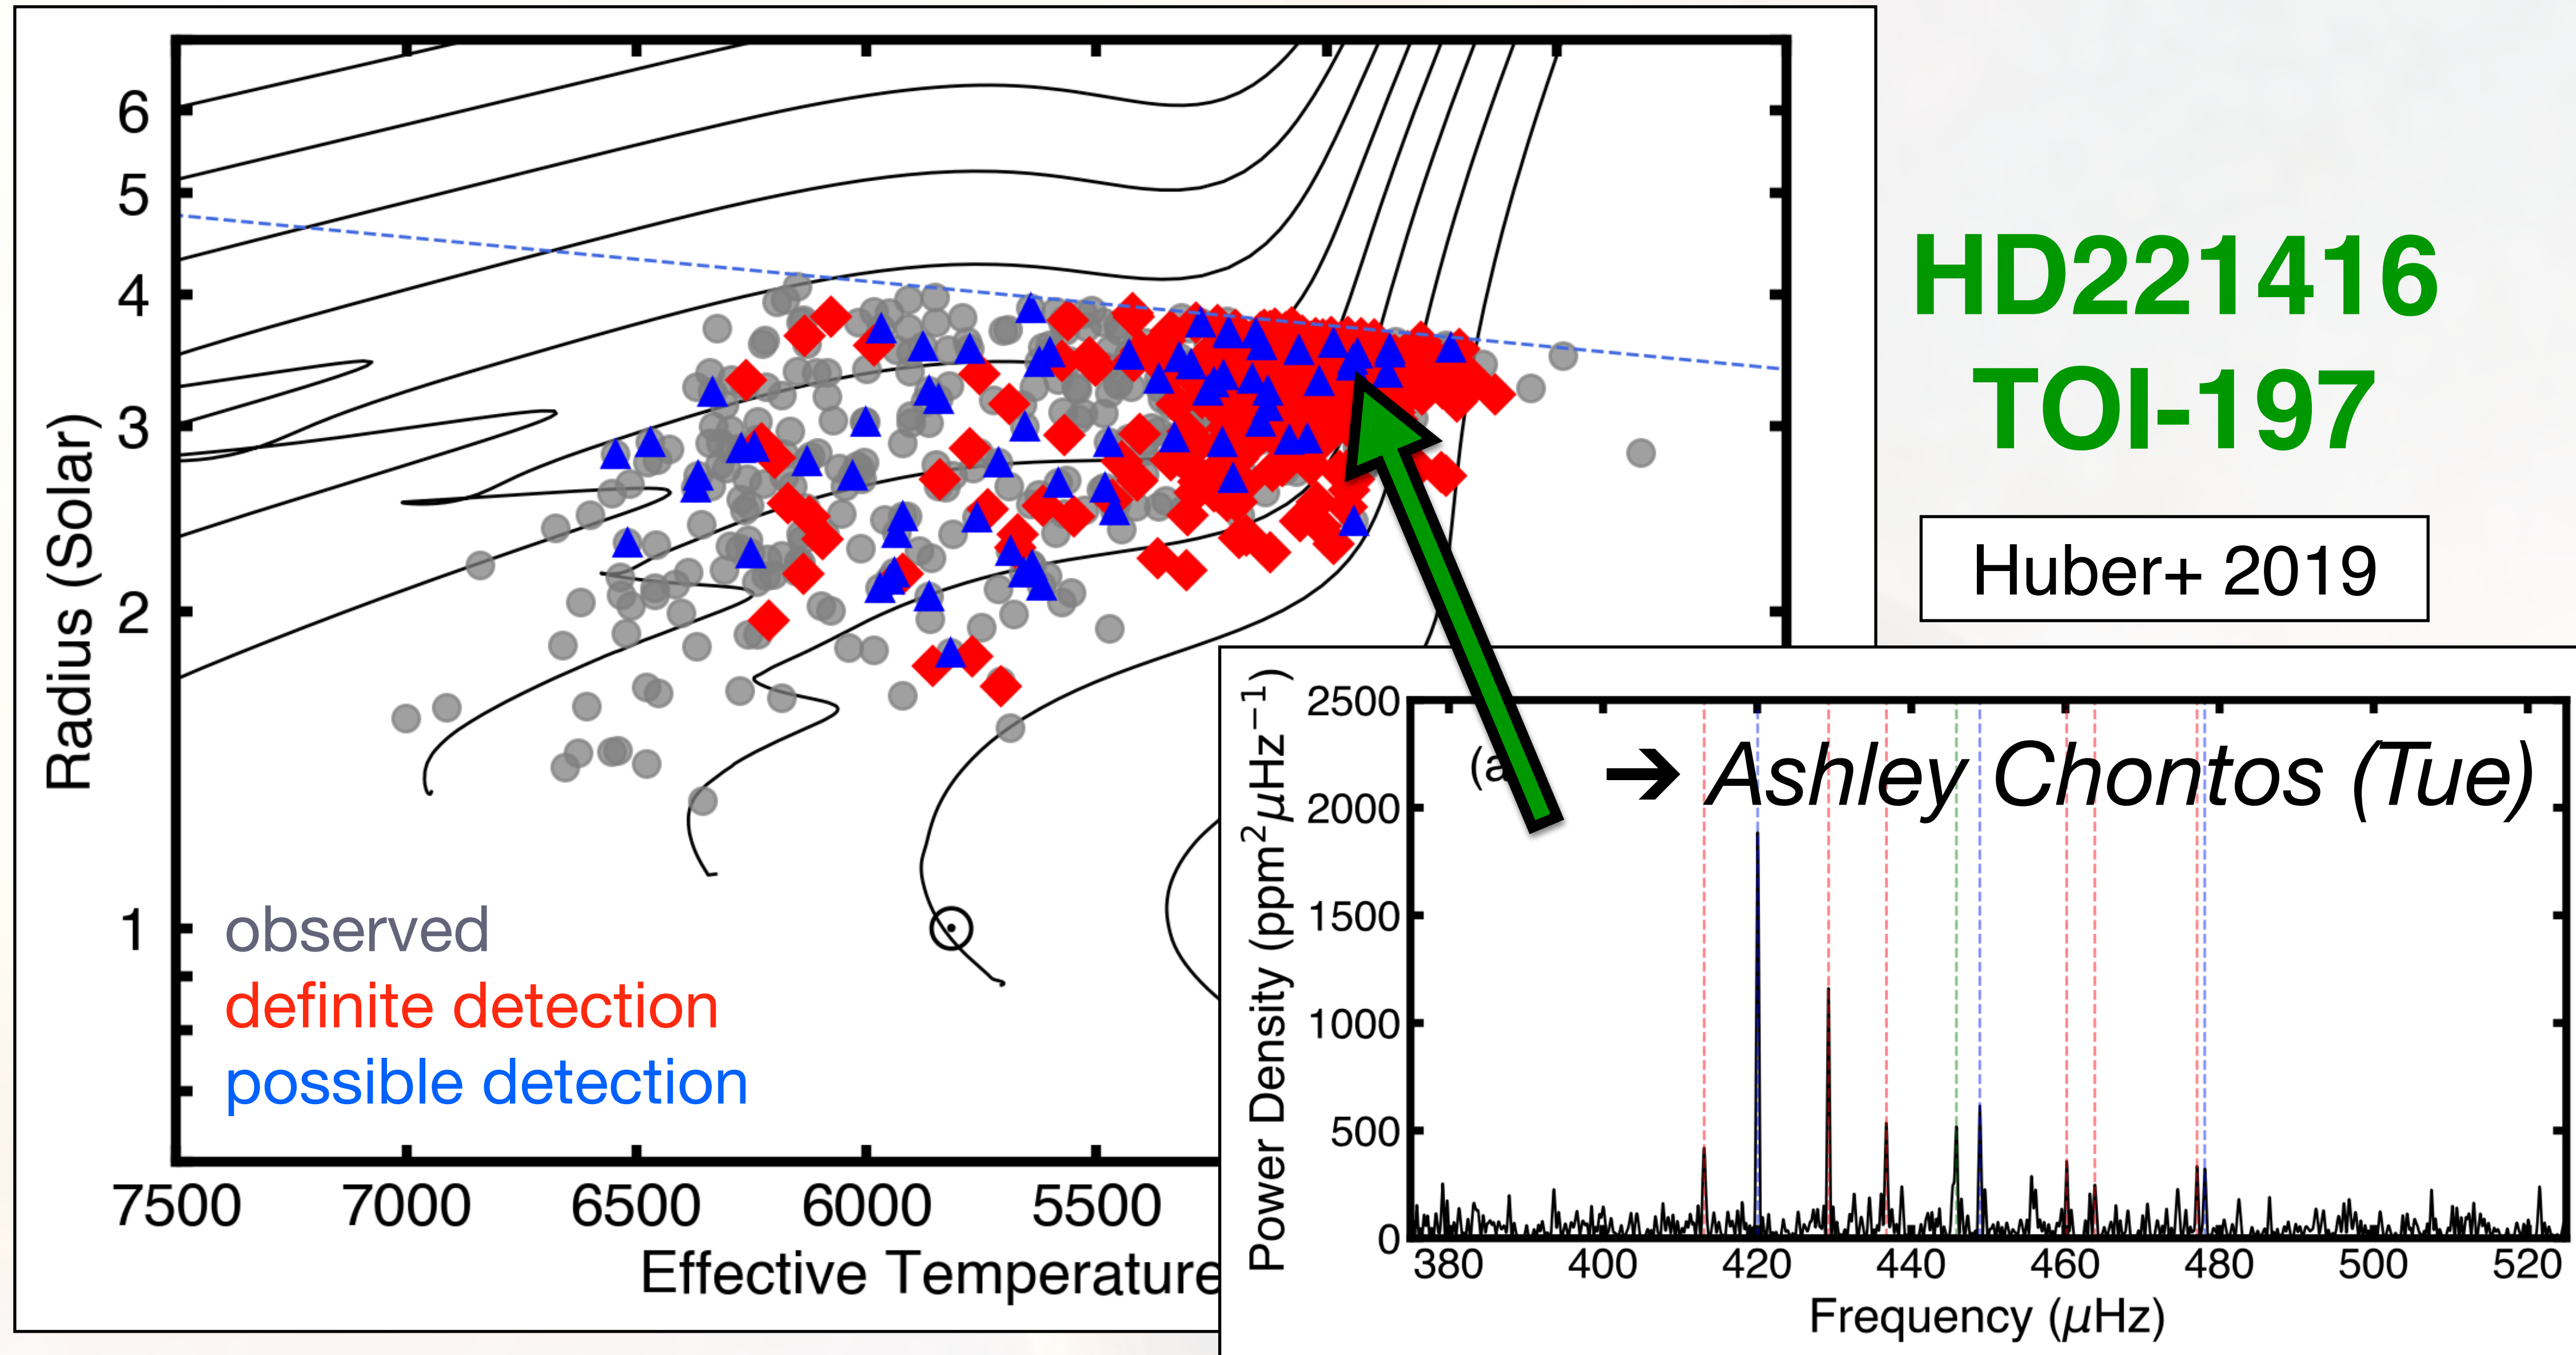 6
5
4
3
2
1
Radius (Solar)
observed
definite detection
possible detection
7500 7000 6500 6000 5500
Effective Temperature
HD221416
TOI-197
Huber+ 2019
(a
➔ Ashley Chontos (Tue)
2500
2000
1500
1000
500
0
Power Density (ppm² μHz⁻¹)
380 400 420 440 460 480 500 520
Frequency (μHz)